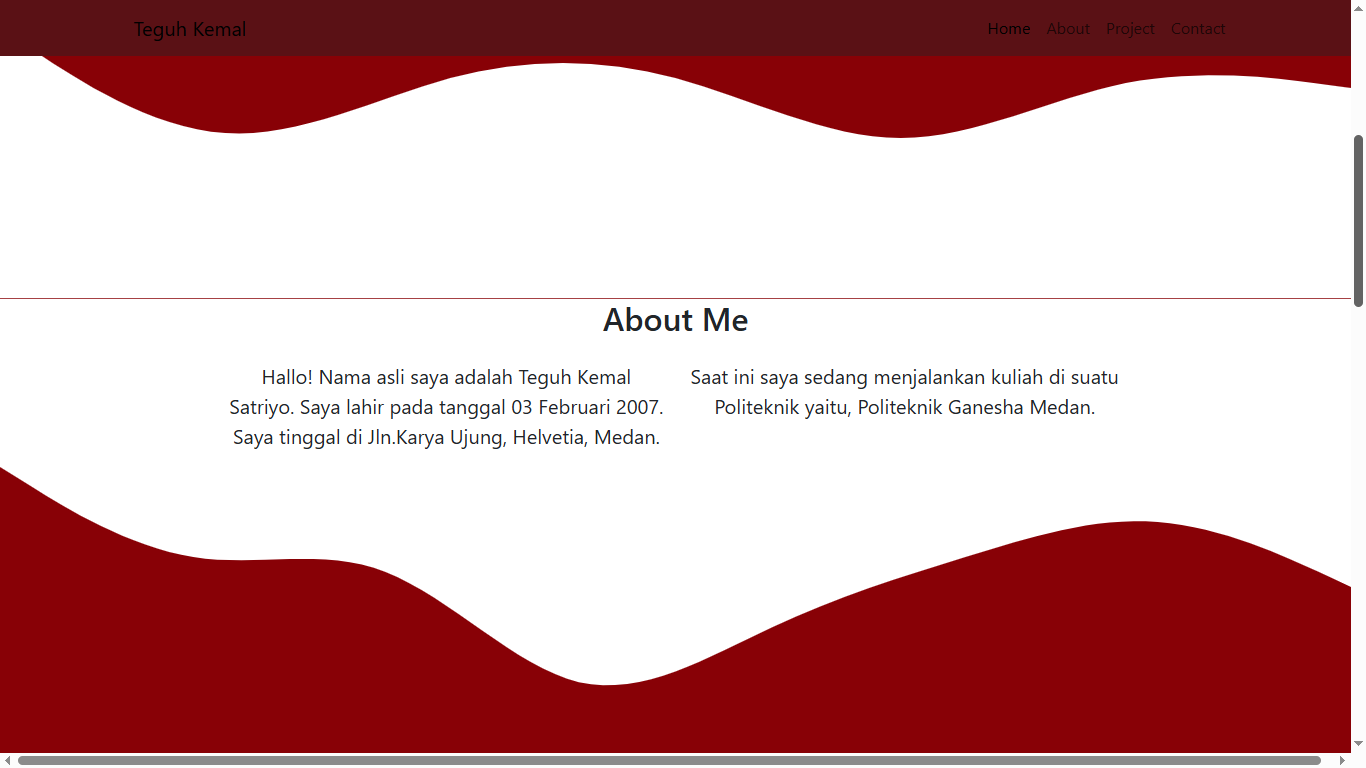 Teguh Kemal
Home About Project Contact
About Me
Hallo! Nama asli saya adalah Teguh Kemal
Satriyo. Saya lahir pada tanggal 03 Februari 2007.
Saya tinggal di Jln.Karya Ujung, Helvetia, Medan.
Saat ini saya sedang menjalankan kuliah di suatu
Politeknik yaitu, Politeknik Ganesha Medan.